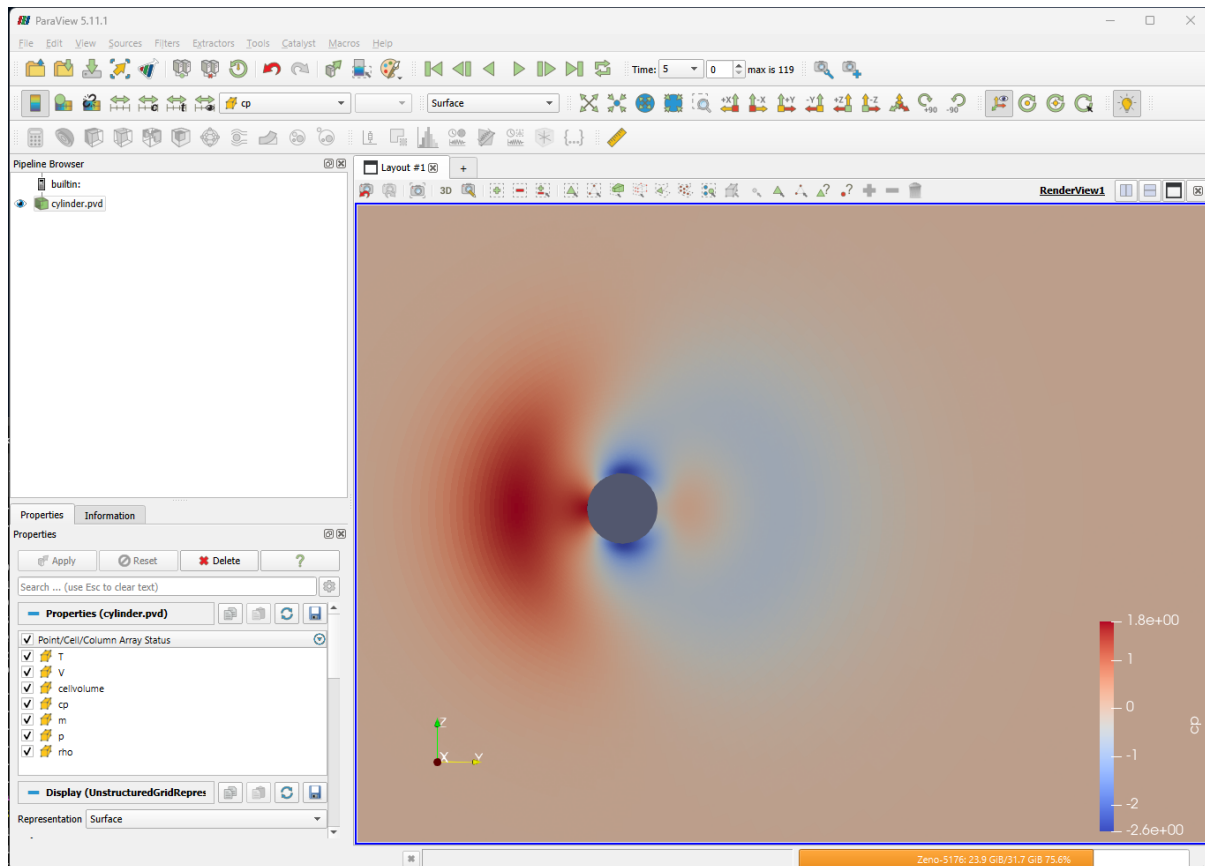 ParaView 5.11.1
File Edit View Sources Filters Extractors Tools Catalyst Macros Help
Time: 5 0 max is 119
cp Surface +X -X +Y -Y +Z -Z +90 -90
{...}
Pipeline Browser
Layout #1 +
builtin:
3D RenderView1
cylinder.pvd
Properties Information
Properties
Apply Reset Delete ?
Search ... (use Esc to clear text)
Properties (cylinder.pvd)
Point/Cell/Column Array Status
T
V
cellvolume
cp
m
p
rho
Display (UnstructuredGridRepres
Representation Surface
Z
X Y
1.8e+00
1
0
-1
-2
-2.6e+00
cp
Zeno-5176: 23.9 GiB/31.7 GiB 75.6%